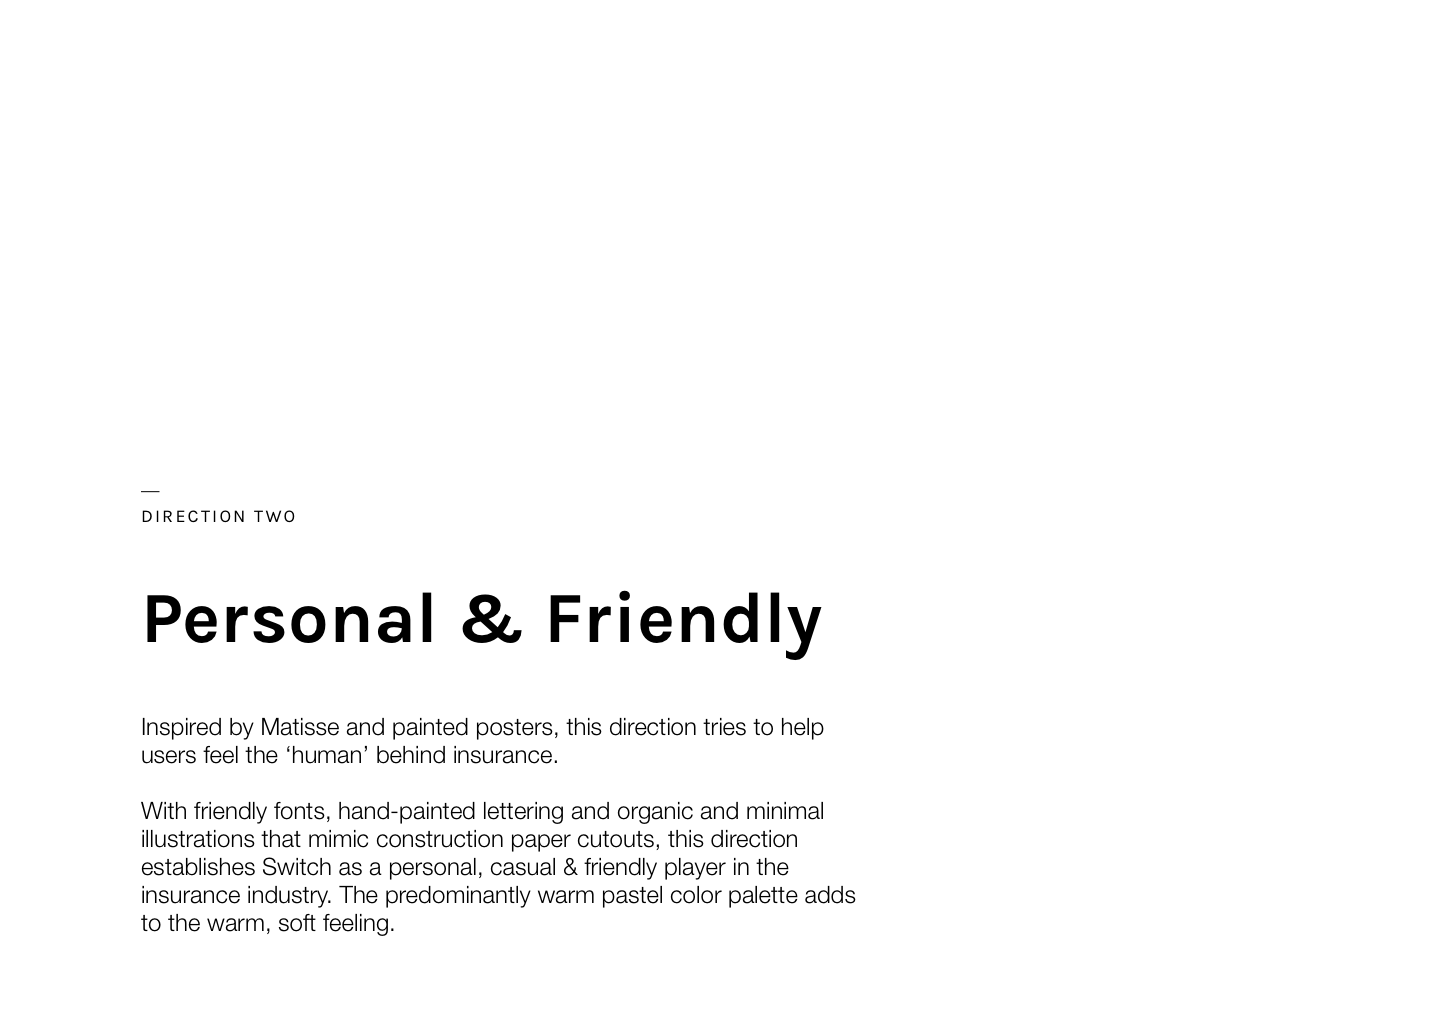 —
DIRECTION TWO
Personal & Friendly
Inspired by Matisse and painted posters, this direction tries to help
users feel the ‘human’ behind insurance.
With friendly fonts, hand-painted lettering and organic and minimal
illustrations that mimic construction paper cutouts, this direction
establishes Switch as a personal, casual & friendly player in the
insurance industry. The predominantly warm pastel color palette adds
to the warm, soft feeling.